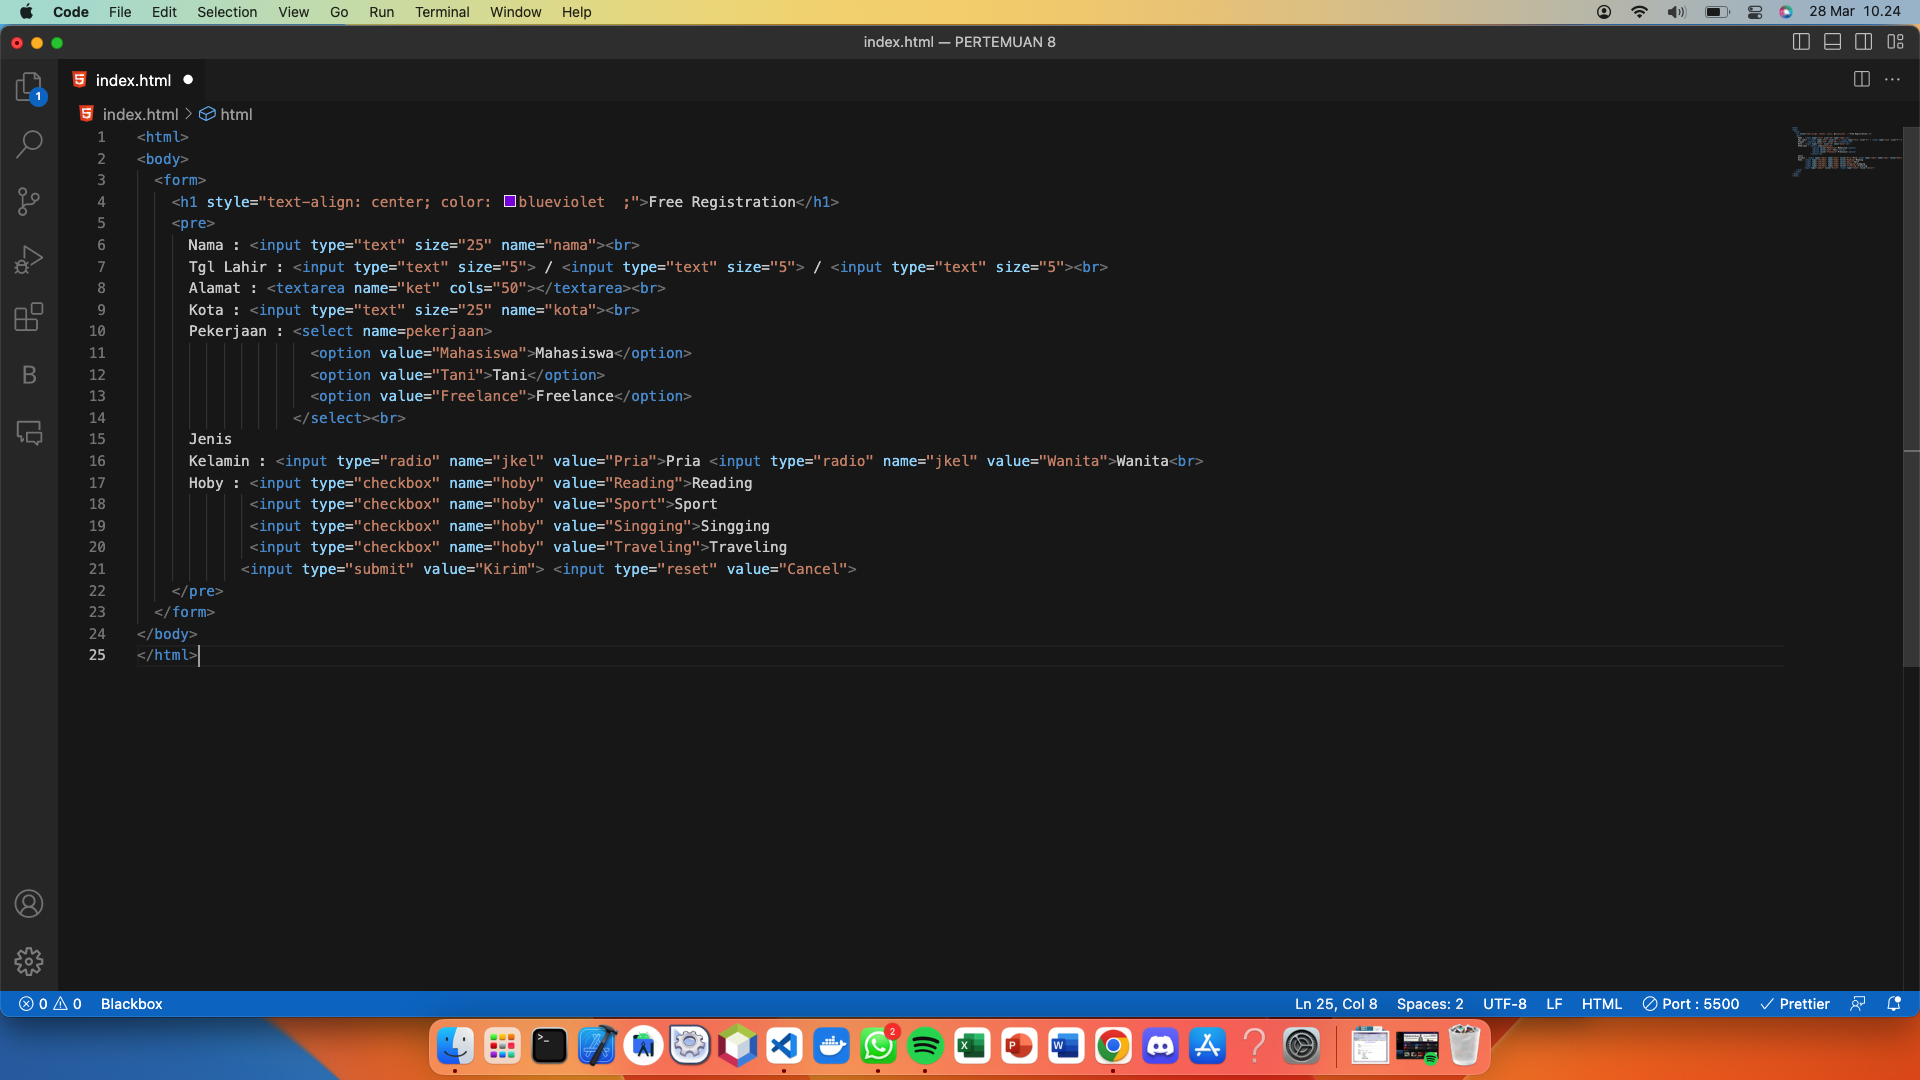 Code File Edit Selection View Go Run Terminal Window Help 28 Mar 10.24
index.html — PERTEMUAN 8
1
index.html
index.html > html
1 <html>
2 <body>
3 <form>
4 <h1 style="text-align: center; color: blueviolet  ;">Free Registration</h1>
5 <pre>
6 Nama : <input type="text" size="25" name="nama"><br>
7 Tgl Lahir : <input type="text" size="5"> / <input type="text" size="5"> / <input type="text" size="5"><br>
8 Alamat : <textarea name="ket" cols="50"></textarea><br>
9 Kota : <input type="text" size="25" name="kota"><br>
10 Pekerjaan : <select name=pekerjaan>
11 <option value="Mahasiswa">Mahasiswa</option>
12 <option value="Tani">Tani</option>
13 <option value="Freelance">Freelance</option>
14 </select><br>
15 Jenis
16 Kelamin : <input type="radio" name="jkel" value="Pria">Pria <input type="radio" name="jkel" value="Wanita">Wanita<br>
17 Hoby : <input type="checkbox" name="hoby" value="Reading">Reading
18 <input type="checkbox" name="hoby" value="Sport">Sport
19 <input type="checkbox" name="hoby" value="Singging">Singging
20 <input type="checkbox" name="hoby" value="Traveling">Traveling
21 <input type="submit" value="Kirim"> <input type="reset" value="Cancel">
22 </pre>
23 </form>
24 </body>
25 </html>
0 0 Blackbox Ln 25, Col 8 Spaces: 2 UTF-8 LF HTML Port : 5500 Prettier
2